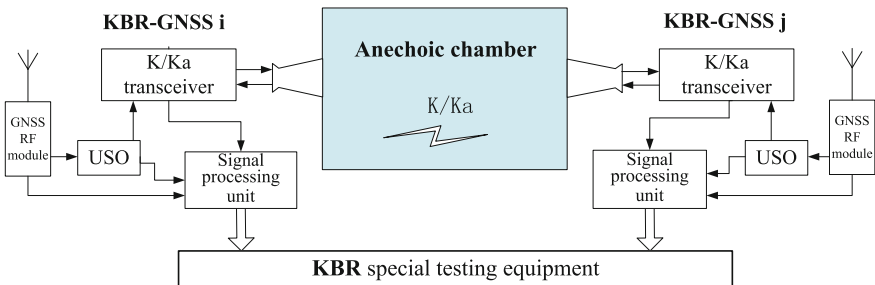 KBR-GNSS i
KBR-GNSS j
Anechoic chamber
K/Ka
transceiver
K/Ka
K/Ka
transceiver
GNSS
RF
module
USO
Signal
processing
unit
Signal
processing
unit
USO
GNSS
RF
module
KBR special testing equipment